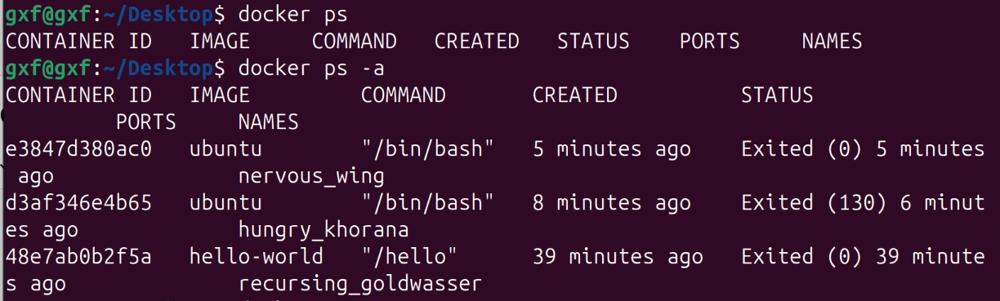 gxf@gxf:~/Desktop$ docker ps
CONTAINER ID   IMAGE     COMMAND   CREATED   STATUS    PORTS     NAMES
gxf@gxf:~/Desktop$ docker ps -a
CONTAINER ID   IMAGE         COMMAND       CREATED          STATUS
         PORTS     NAMES
e3847d380ac0   ubuntu        "/bin/bash"   5 minutes ago    Exited (0) 5 minutes
 ago               nervous_wing
d3af346e4b65   ubuntu        "/bin/bash"   8 minutes ago    Exited (130) 6 minut
es ago             hungry_khorana
48e7ab0b2f5a   hello-world   "/hello"      39 minutes ago   Exited (0) 39 minute
s ago              recursing_goldwasser